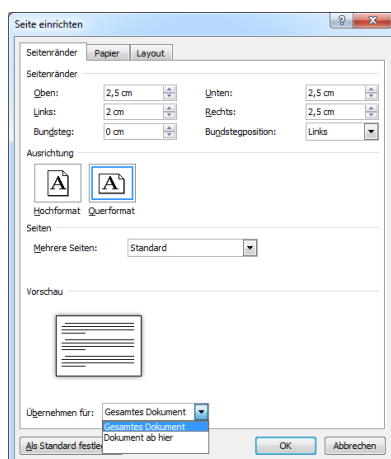 Seite einrichten
Seitenränder Papier Layout
Seitenränder
Oben: 2,5 cm Unten: 2,5 cm
Links: 2 cm Rechts: 2,5 cm
Bundsteg: 0 cm Bundstegposition: Links
Ausrichtung
Hochformat Querformat
Seiten
Mehrere Seiten: Standard
Vorschau
Übernehmen für: Gesamtes Dokument
Gesamtes Dokument
Dokument ab hier
Als Standard festle OK Abbrechen